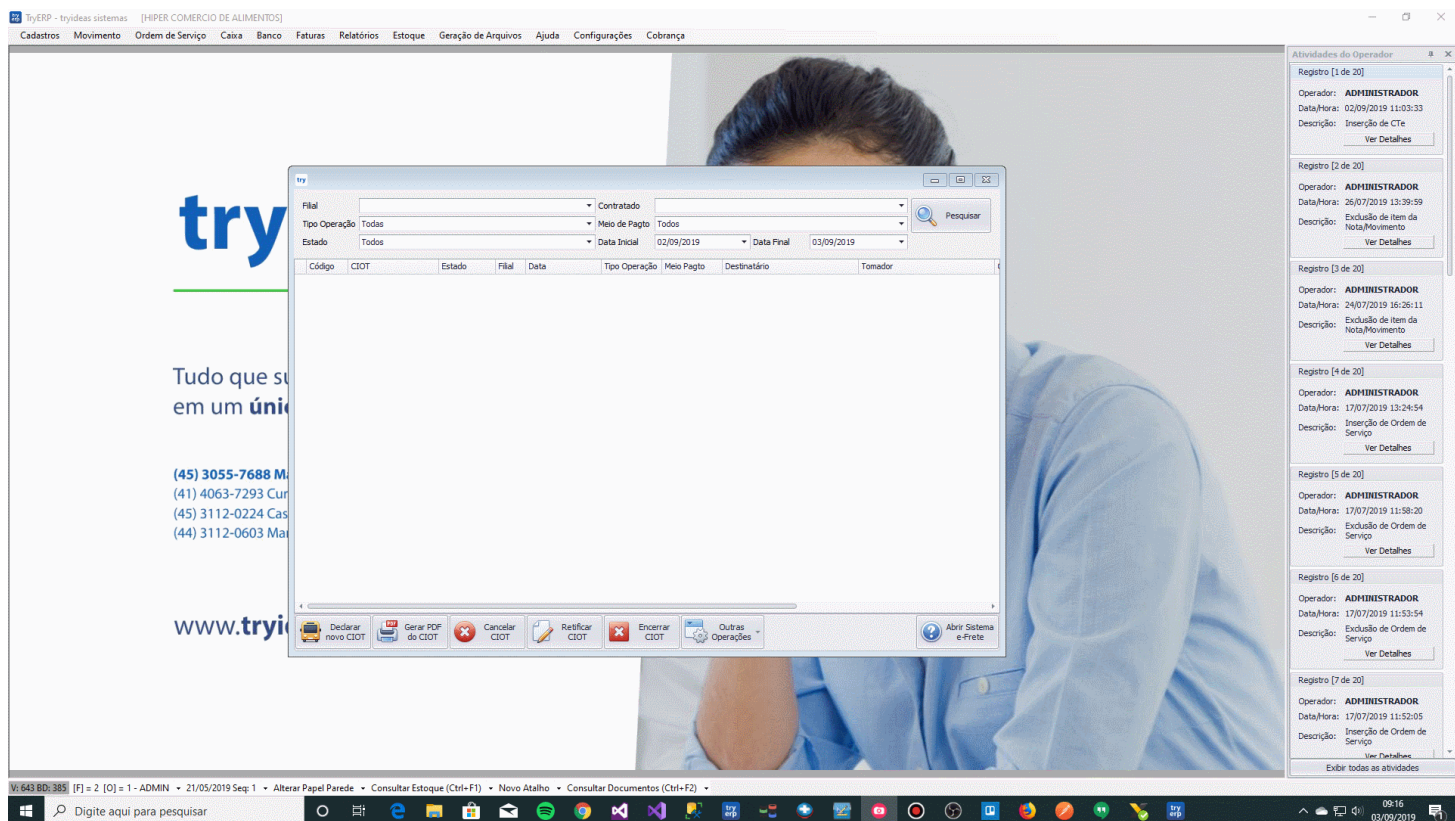 TryERP - tryideas sistemas [HIPER COMERCIO DE ALIMENTOS]
Cadastros Movimento Ordem de Serviço Caixa Banco Faturas Relatórios Estoque Geração de Arquivos Ajuda Configurações Cobrança
try
Tudo que
em um
(45) 3055-7688
(41) 4063-7293
(45) 3112-0224
(44) 3112-0603
try
Filial
Contratado
Pesquisar
Tipo Operação Todas
Meio de Pagto Todos
Estado Todos
Data Inicial 02/09/2019 Data Final 03/09/2019
Código CIOT Estado Filial Data Tipo Operação Meio Pagto Destinatário Tomador
Declarar
novo CIOT
PDF
Gerar PDF
do CIOT
Cancelar
CIOT
Retificar
CIOT
Encerrar
CIOT
Outras
Operações
Abrir Sistema
e-Frete
Atividades do Operador
Registro [1 de 20]
Operador: ADMINISTRADOR
Data/Hora: 02/09/2019 11:03:33
Descrição: Inserção de CTe
Ver Detalhes
Registro [2 de 20]
Operador: ADMINISTRADOR
Data/Hora: 26/07/2019 13:39:59
Descrição: Exclusão de item da
Nota/Movimento
Ver Detalhes
Registro [3 de 20]
Operador: ADMINISTRADOR
Data/Hora: 24/07/2019 16:26:11
Descrição: Exclusão de item da
Nota/Movimento
Ver Detalhes
Registro [4 de 20]
Operador: ADMINISTRADOR
Data/Hora: 17/07/2019 13:24:54
Descrição: Inserção de Ordem de
Serviço
Ver Detalhes
Registro [5 de 20]
Operador: ADMINISTRADOR
Data/Hora: 17/07/2019 11:58:20
Descrição: Exclusão de Ordem de
Serviço
Ver Detalhes
Registro [6 de 20]
Operador: ADMINISTRADOR
Data/Hora: 17/07/2019 11:53:54
Descrição: Exclusão de Ordem de
Serviço
Ver Detalhes
Registro [7 de 20]
Operador: ADMINISTRADOR
Data/Hora: 17/07/2019 11:52:05
Descrição: Inserção de Ordem de
Serviço
Ver Detalhes
Exibir todas as atividades
V: 643 BD: 385 [F] = 2 [O] = 1 - ADMIN 21/05/2019 Seq: 1 Alterar Papel Parede Consultar Estoque (Ctrl+F1) Novo Atalho Consultar Documentos (Ctrl+F2)
Digite aqui para pesquisar
try
erp
try
erp
09:16
03/09/2019